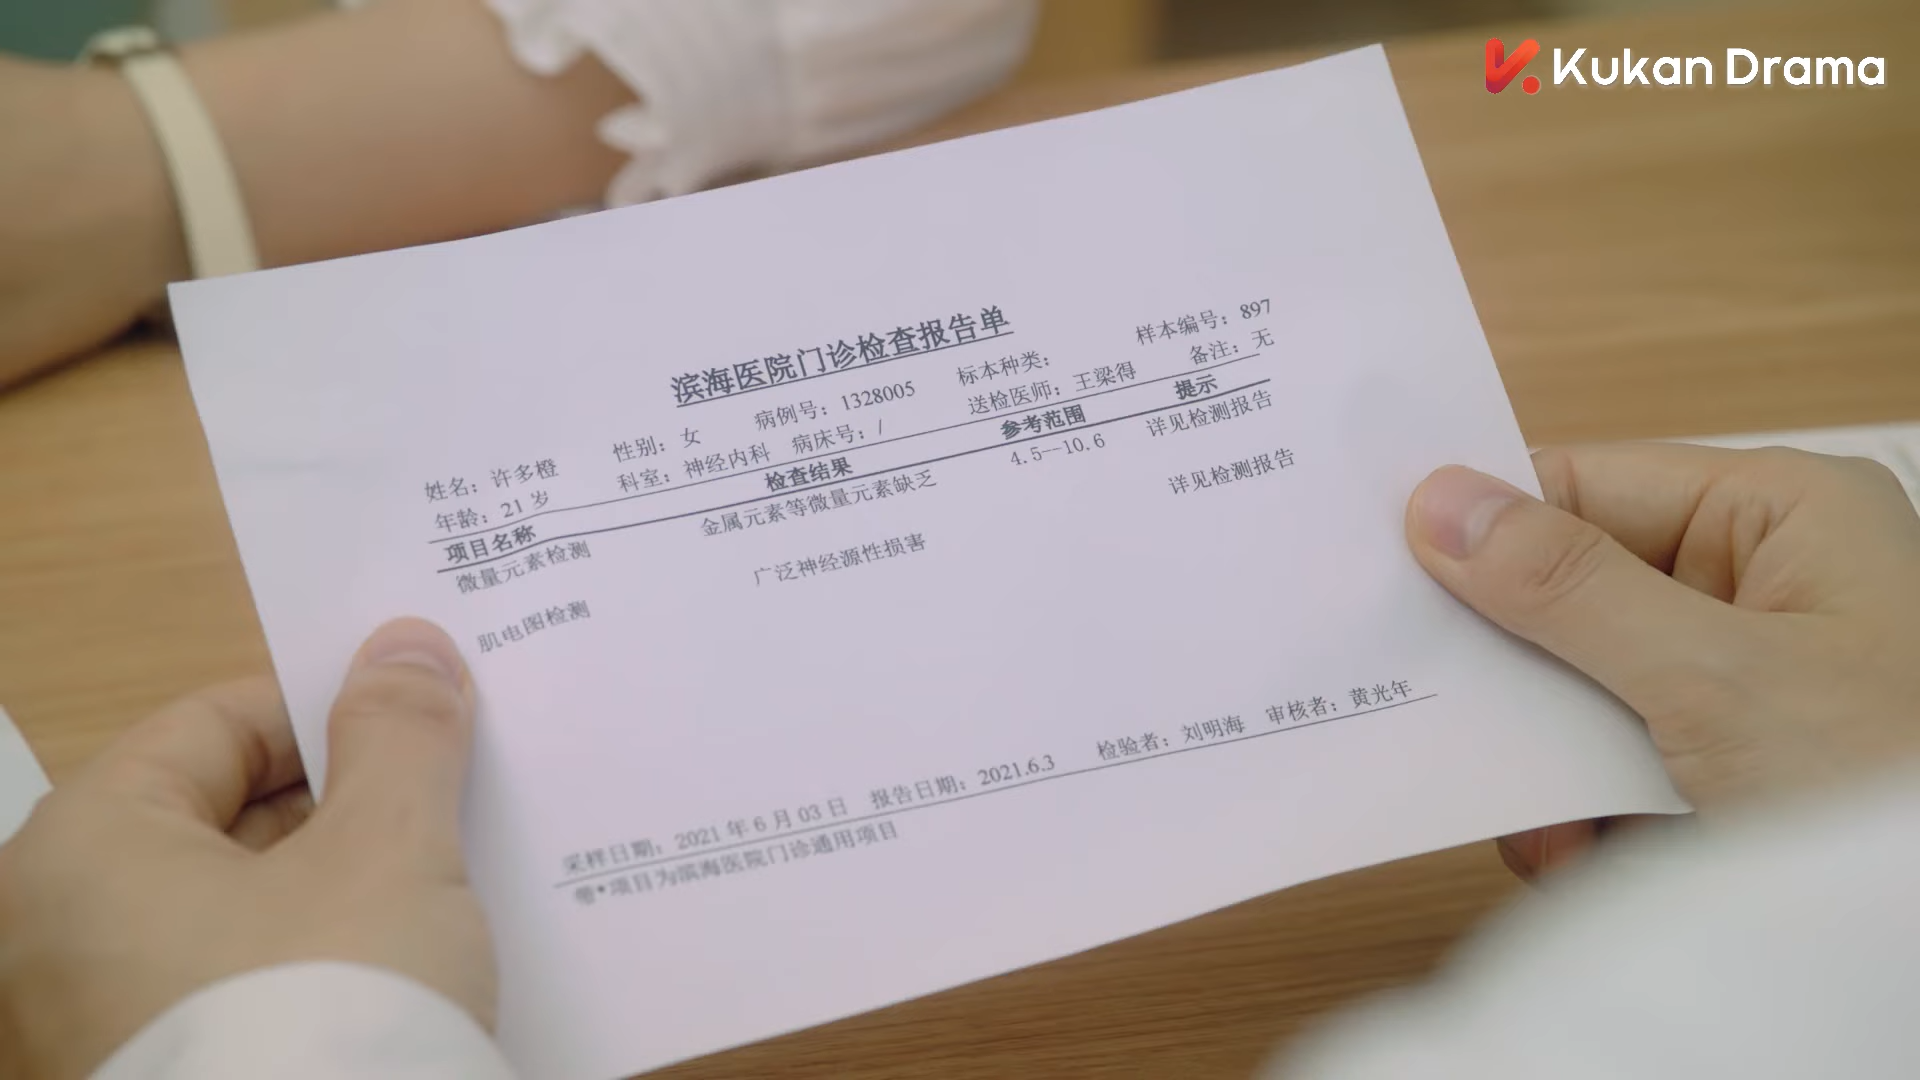 Kukan Drama
滨海医院门诊检查报告单
姓名：许多橙 性别：女 病例号：1328005 标本种类： 样本编号：897
年龄：21 岁 科室：神经内科 病床号：/ 送检医师：王梁得 备注：无
项目名称 检查结果 参考范围 提示
微量元素检测 金属元素等微量元素缺乏 4.5--10.6 详见检测报告
肌电图检测 广泛神经源性损害 详见检测报告
采样日期：2021 年 6 月 03 日 报告日期：2021.6.3 检验者：刘明海 审核者：黄光年
带*项目为滨海医院门诊通用项目